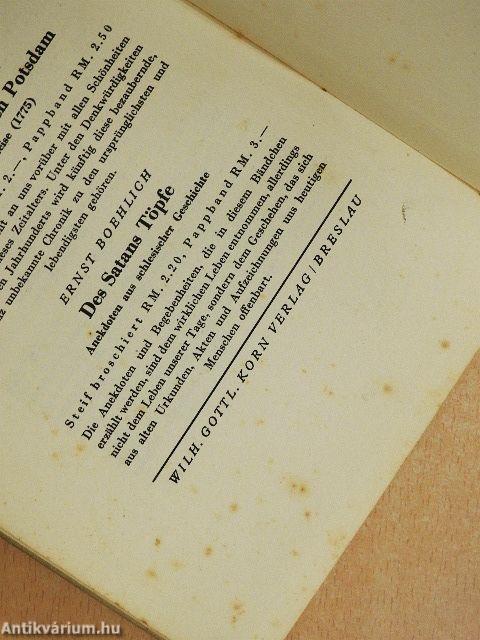 n Potsdam
ise (1775)
2.—, Pappband RM. 2.50
ht an uns vorüber mit allen Schönheiten
ieses Zeitalters. Unter den Denkwürdigkeiten
en Jahrhunderts wird künftig diese bezaubernde,
nz unbekannte Chronik zu den ursprünglichsten und
lebendigsten gehören.
ERNST BOEHLICH
Des Satans Töpfe
Anekdoten aus schlesischer Geschichte
Steif broschiert RM. 2.20, Pappband RM. 3.—
Die Anekdoten und Begebenheiten, die in diesem Bändchen
erzählt werden, sind dem wirklichen Leben entnommen, allerdings
nicht dem Leben unserer Tage, sondern dem Geschehen, das sich
aus alten Urkunden, Akten und Aufzeichnungen uns heutigen
Menschen offenbart.
WILH. GOTTL. KORN VERLAG / BRESLAU
Antikvárium.hu